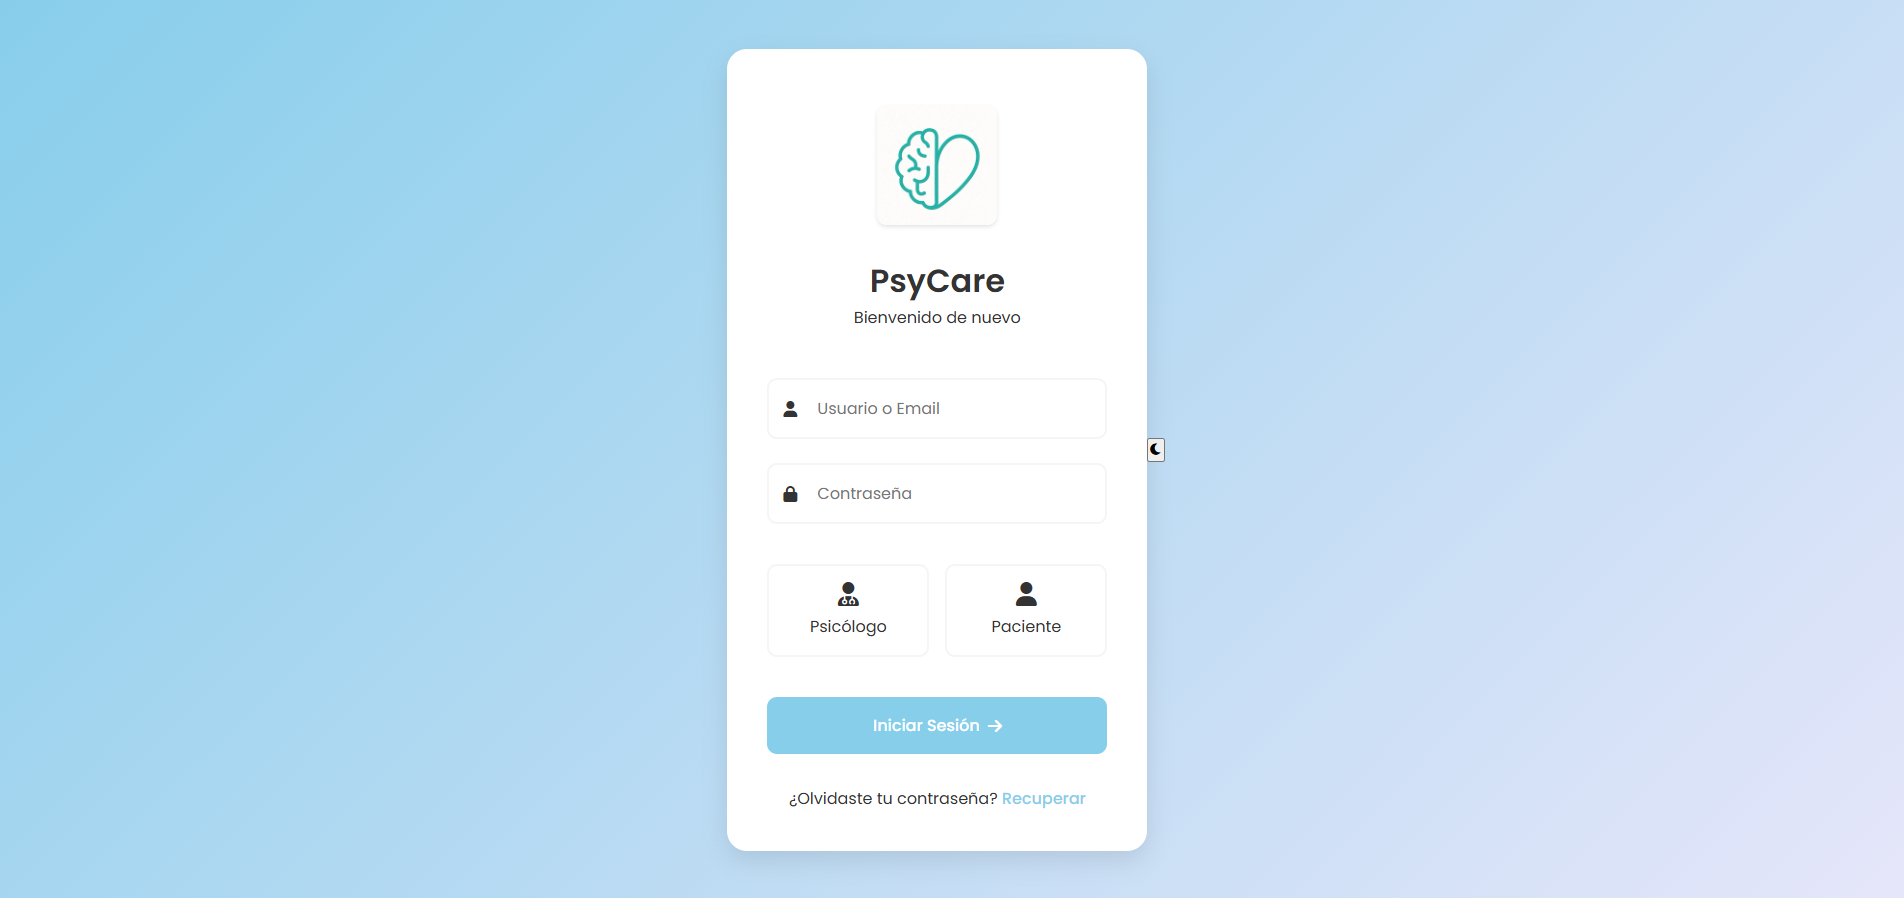 PsyCare
Bienvenido de nuevo
Usuario o Email
Contraseña
Psicólogo
Paciente
Iniciar Sesión
¿Olvidaste tu contraseña? Recuperar